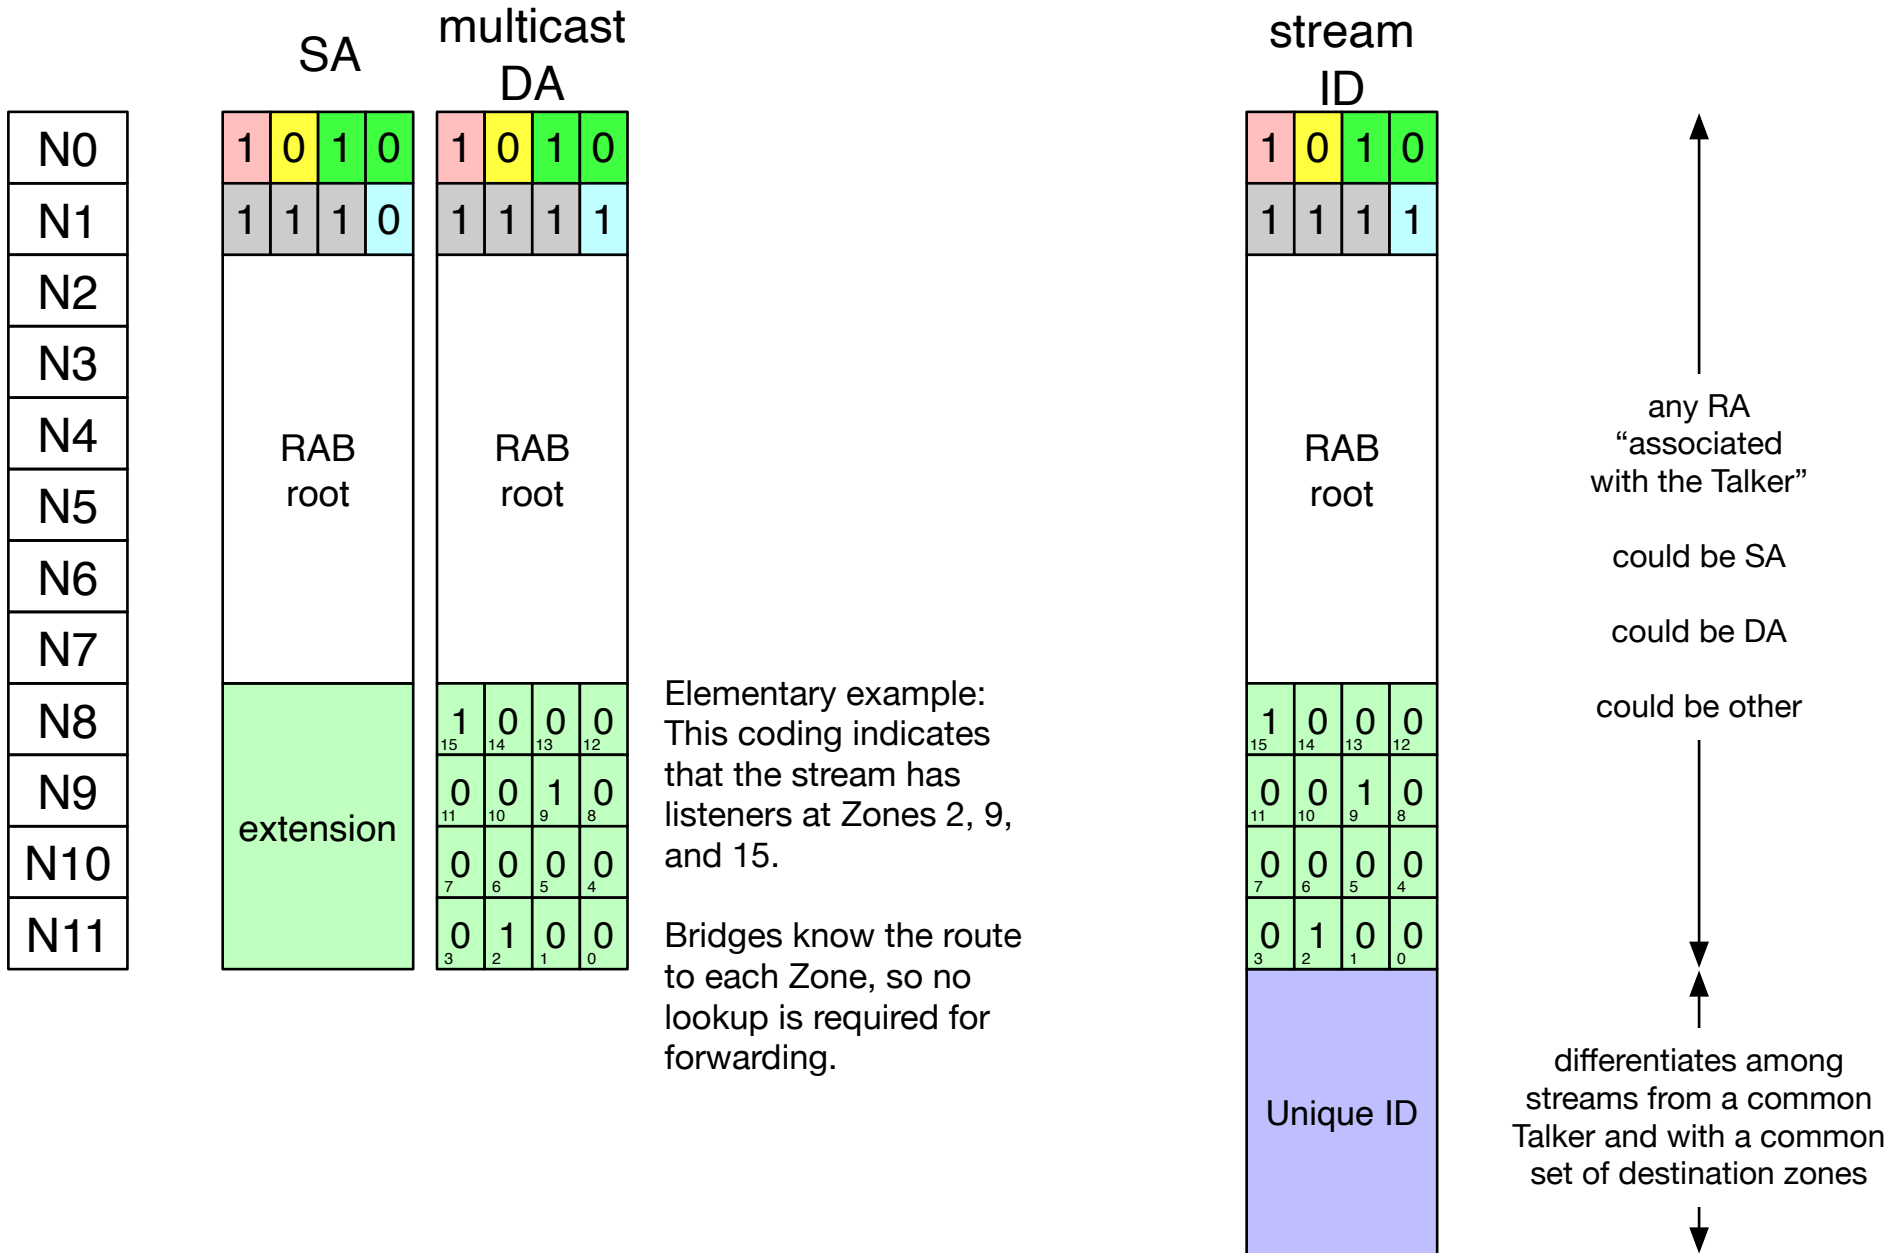 SA
multicast
DA
stream
ID
N0
1 0 1 0
1 0 1 0
1 0 1 0
N1
1 1 1 0
1 1 1 1
1 1 1 1
N2
N3
N4
N5
N6
N7
N8
N9
N10
N11
RAB
root
extension
RAB
root
1 0 0 0
15 14 13 12
0 0 1 0
11 10 9 8
0 0 0 0
7 6 5 4
0 1 0 0
3 2 1 0
Elementary example:
This coding indicates
that the stream has
listeners at Zones 2, 9,
and 15.
Bridges know the route
to each Zone, so no
lookup is required for
forwarding.
RAB
root
1 0 0 0
15 14 13 12
0 0 1 0
11 10 9 8
0 0 0 0
7 6 5 4
0 1 0 0
3 2 1 0
Unique ID
any RA
“associated
with the Talker”
could be SA
could be DA
could be other
differentiates among
streams from a common
Talker and with a common
set of destination zones